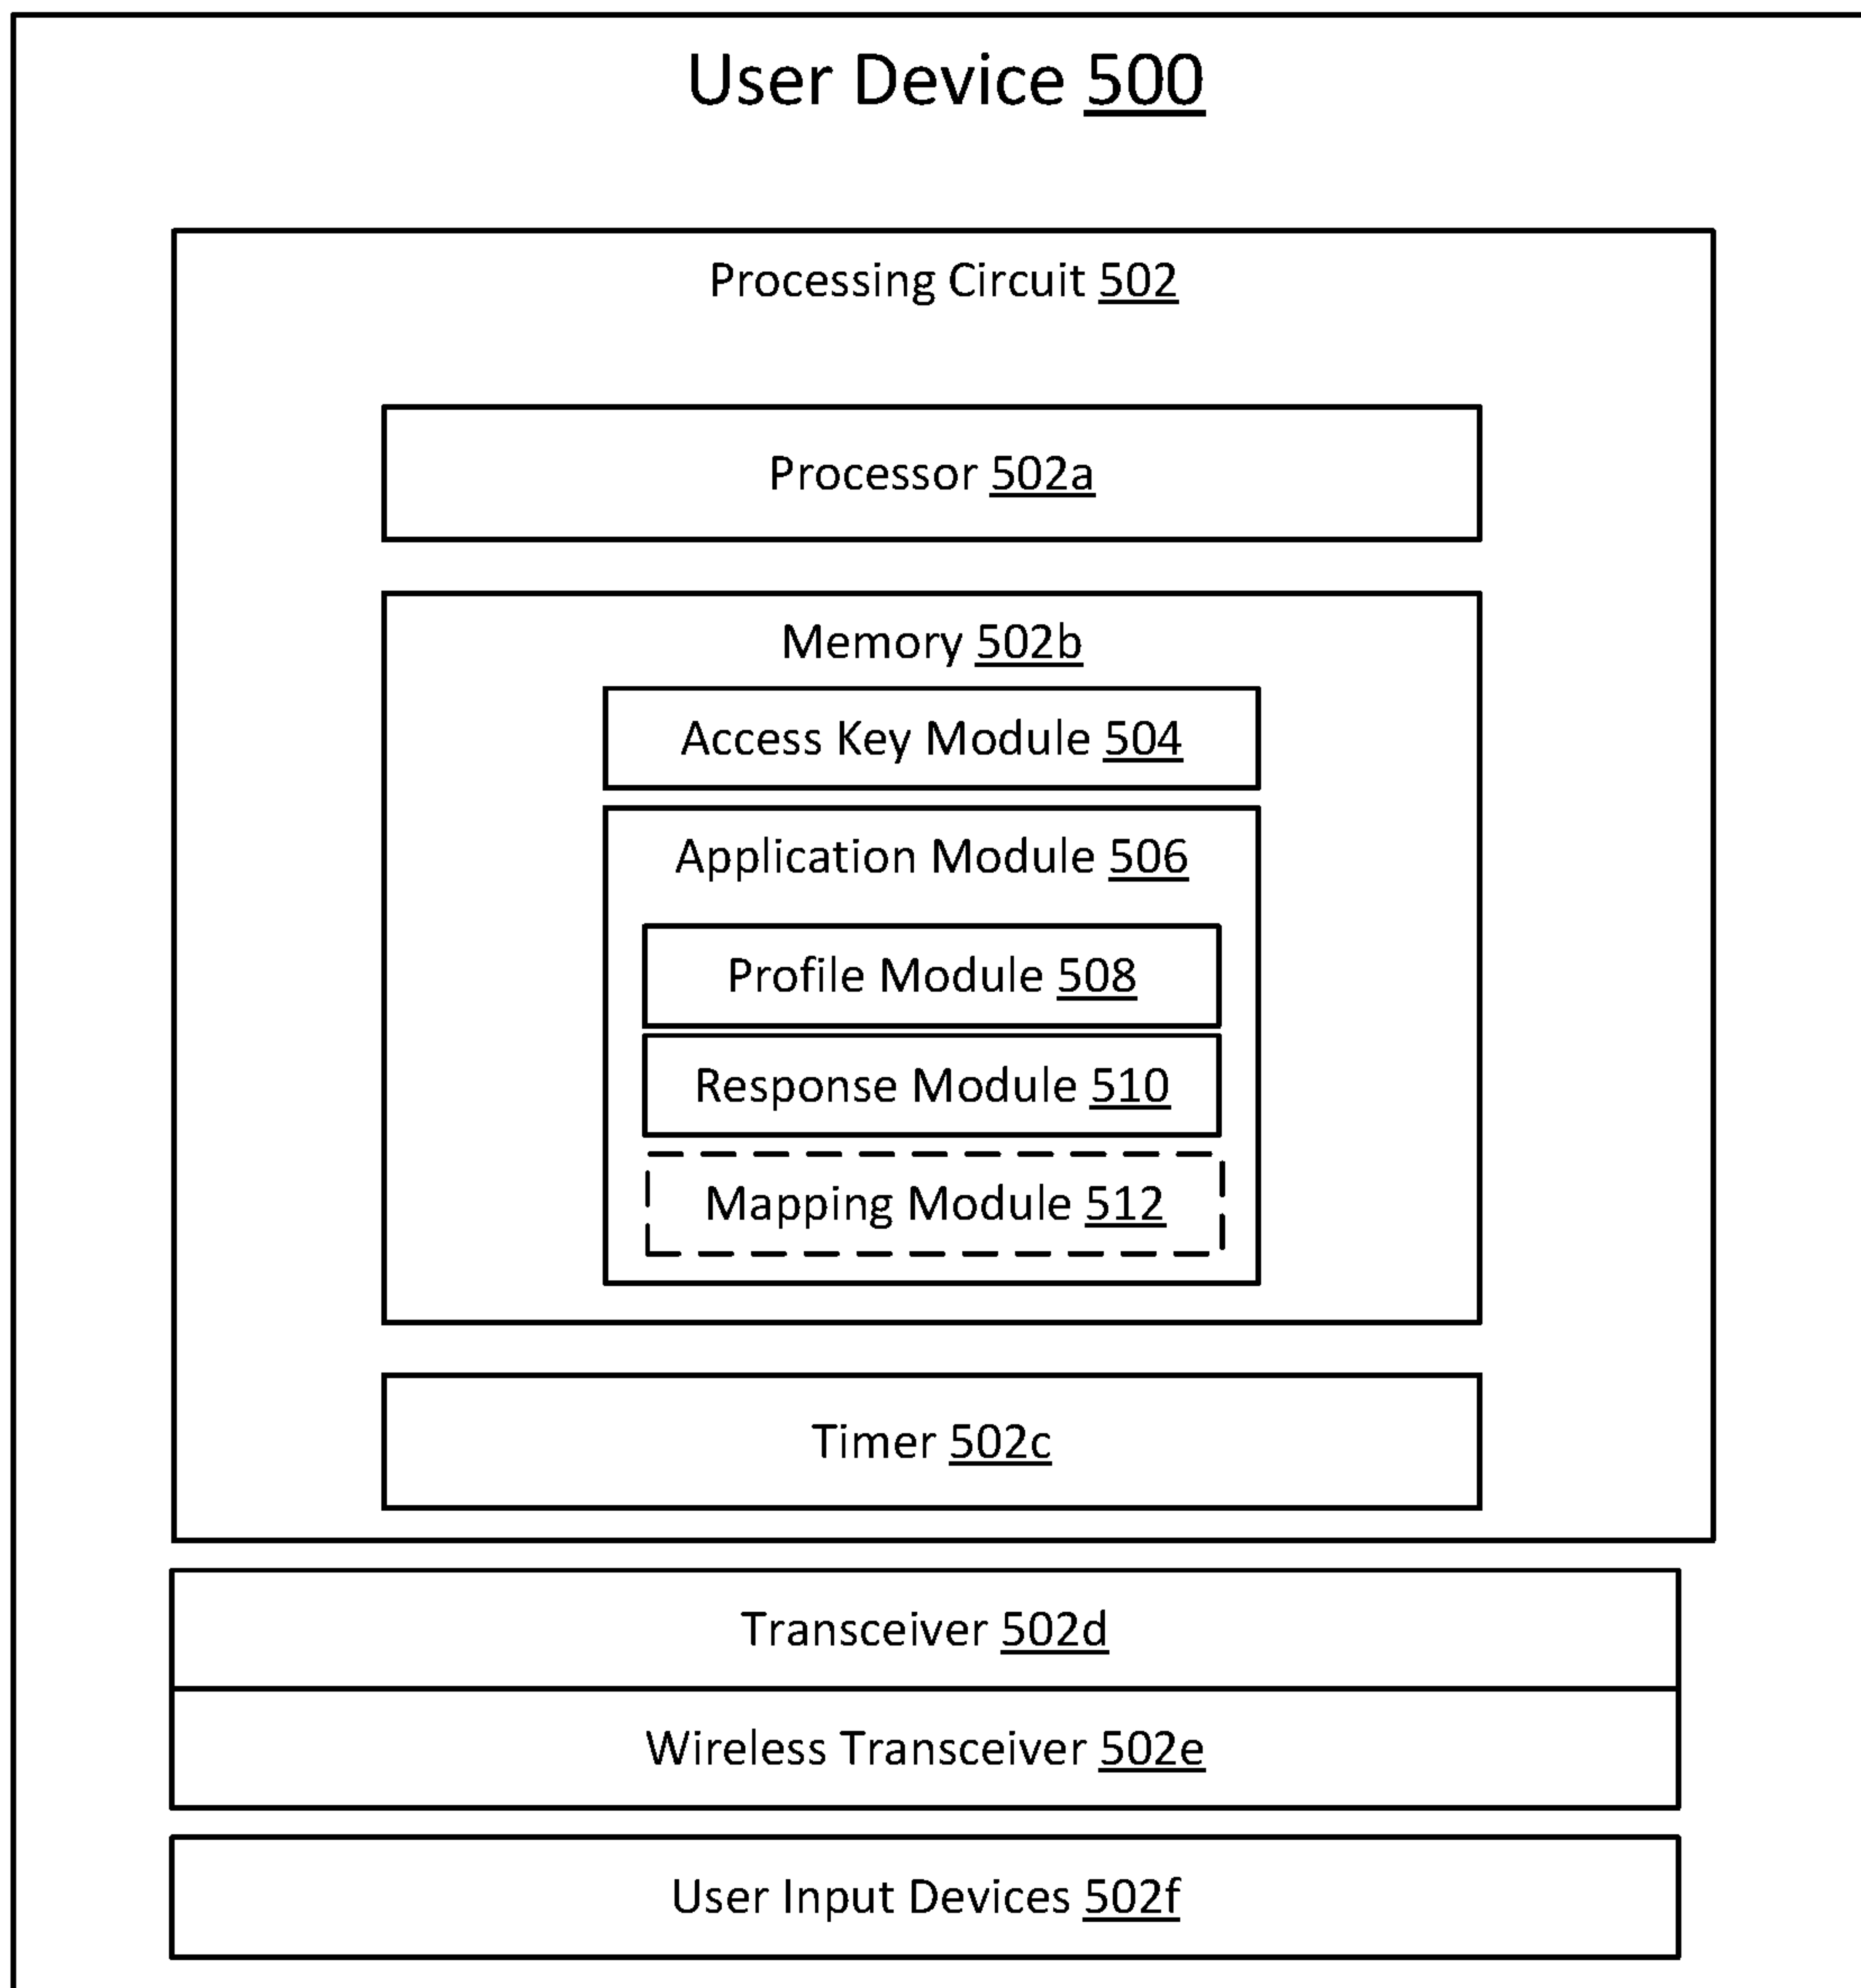 User Device 500
Processing Circuit 502
Processor 502a
Memory 502b
Access Key Module 504
Application Module 506
Profile Module 508
Response Module 510
Mapping Module 512
Timer 502c
Transceiver 502d
Wireless Transceiver 502e
User Input Devices 502f